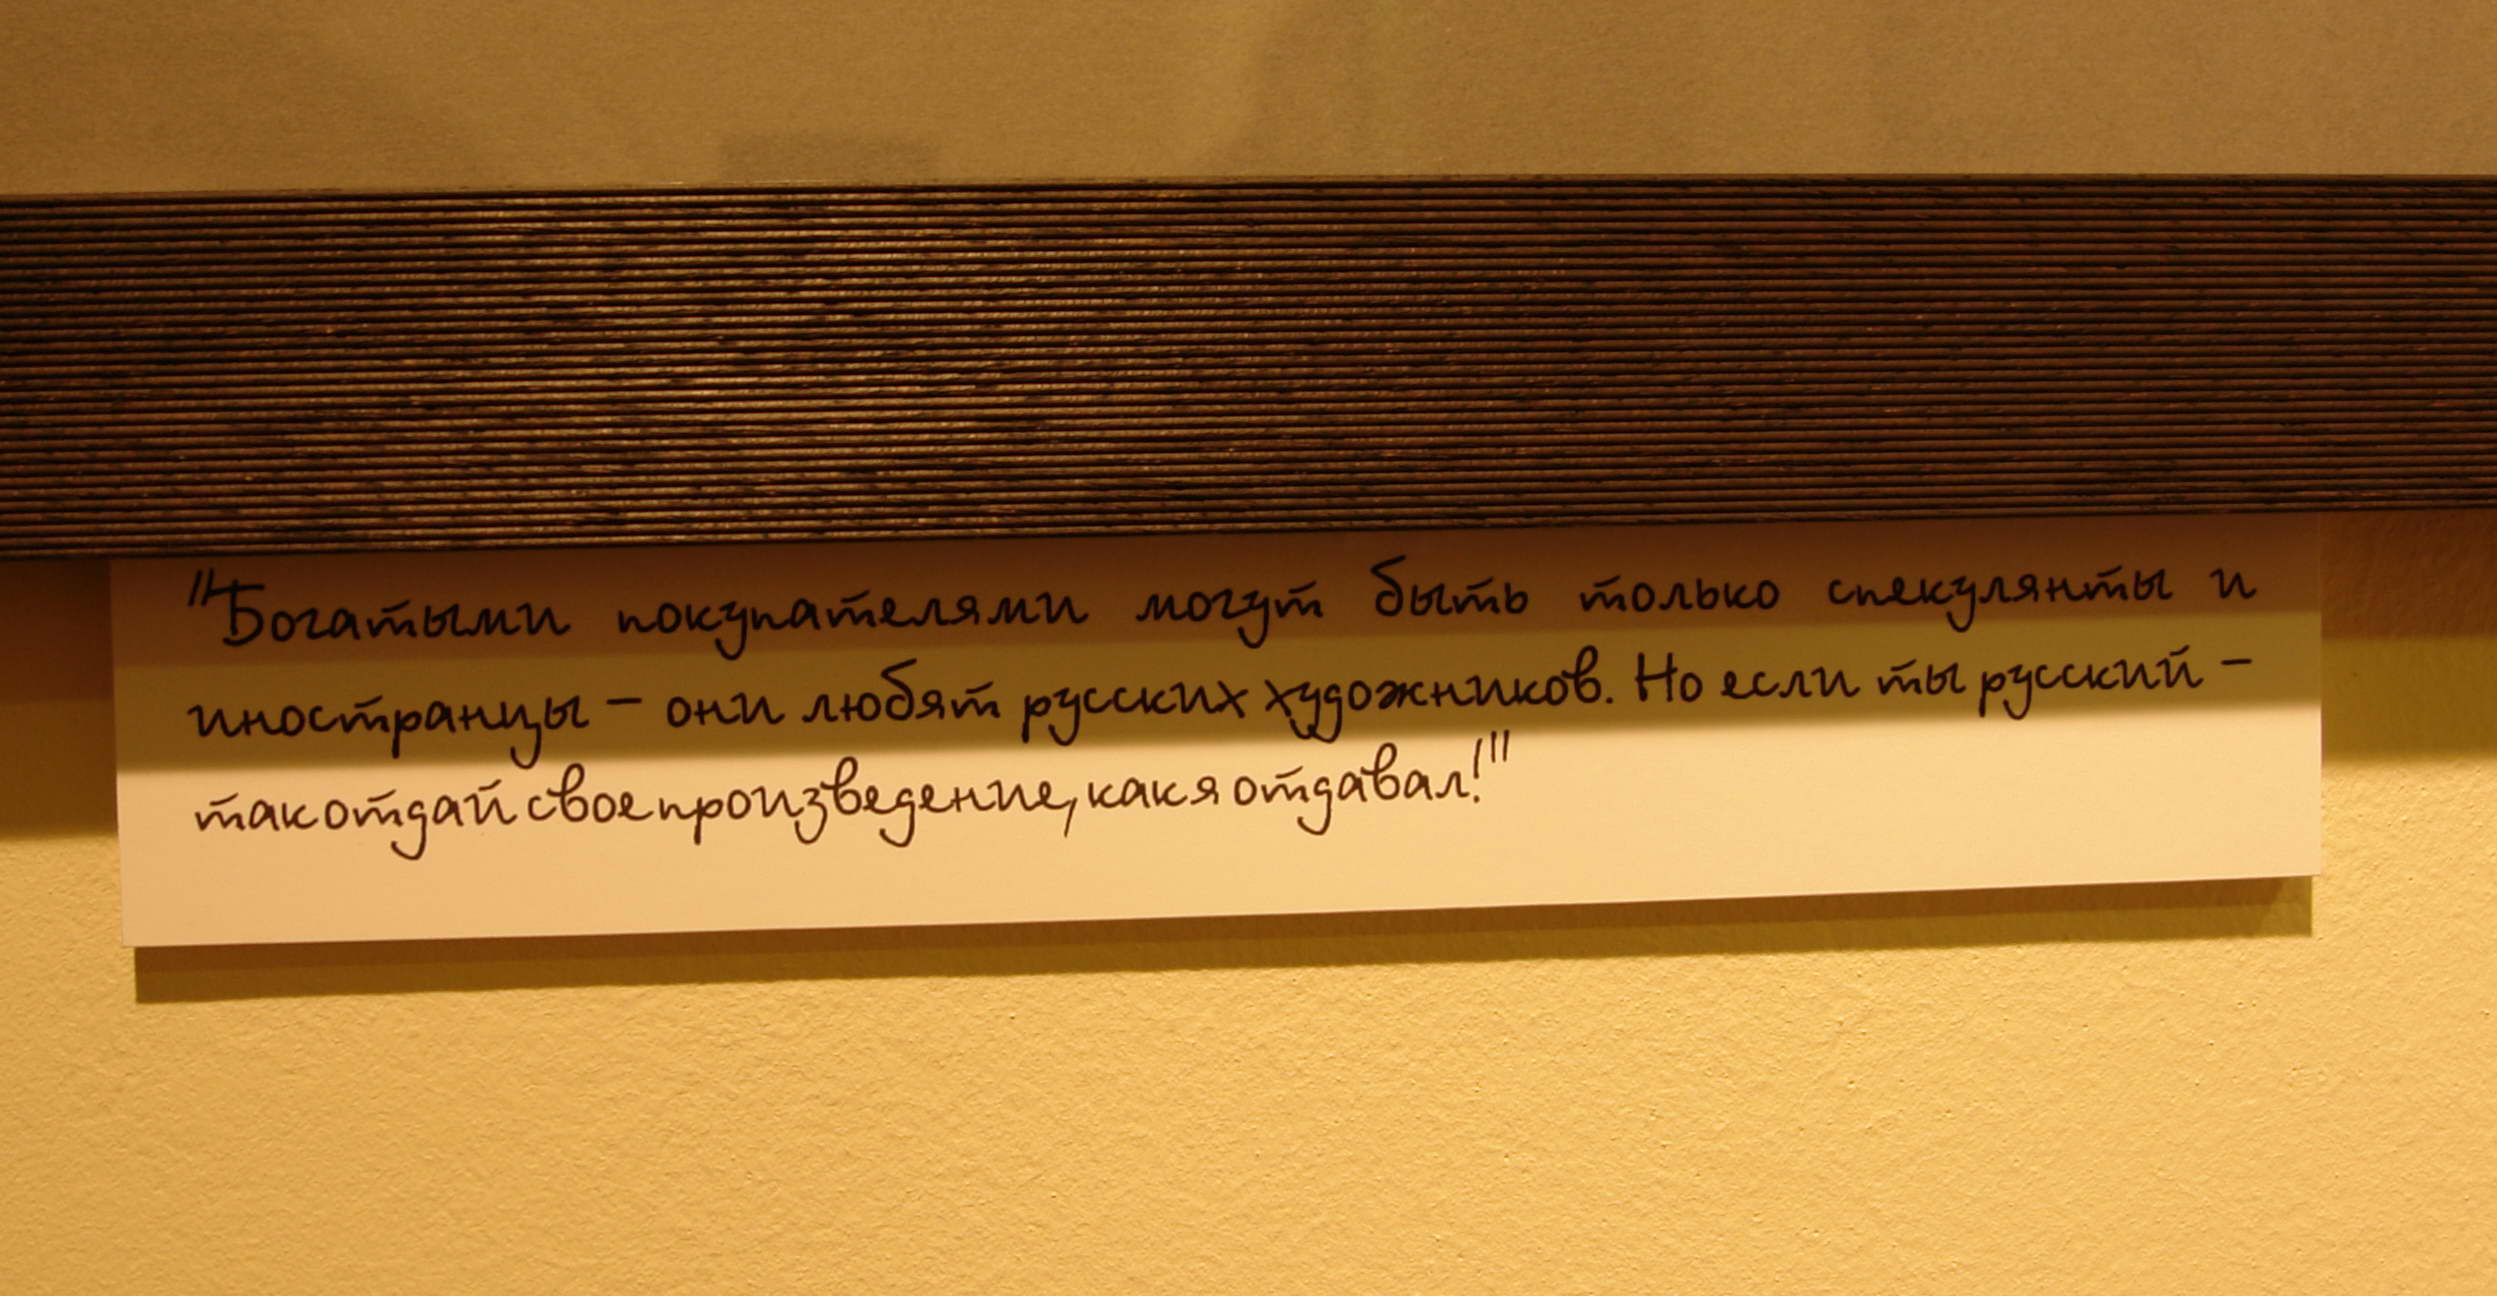 "Богатыми покупателями могут быть только спекулянты и
иностранцы – они любят русских художников. Но если ты русский –
так отдай свое произведение, как я отдавал!"